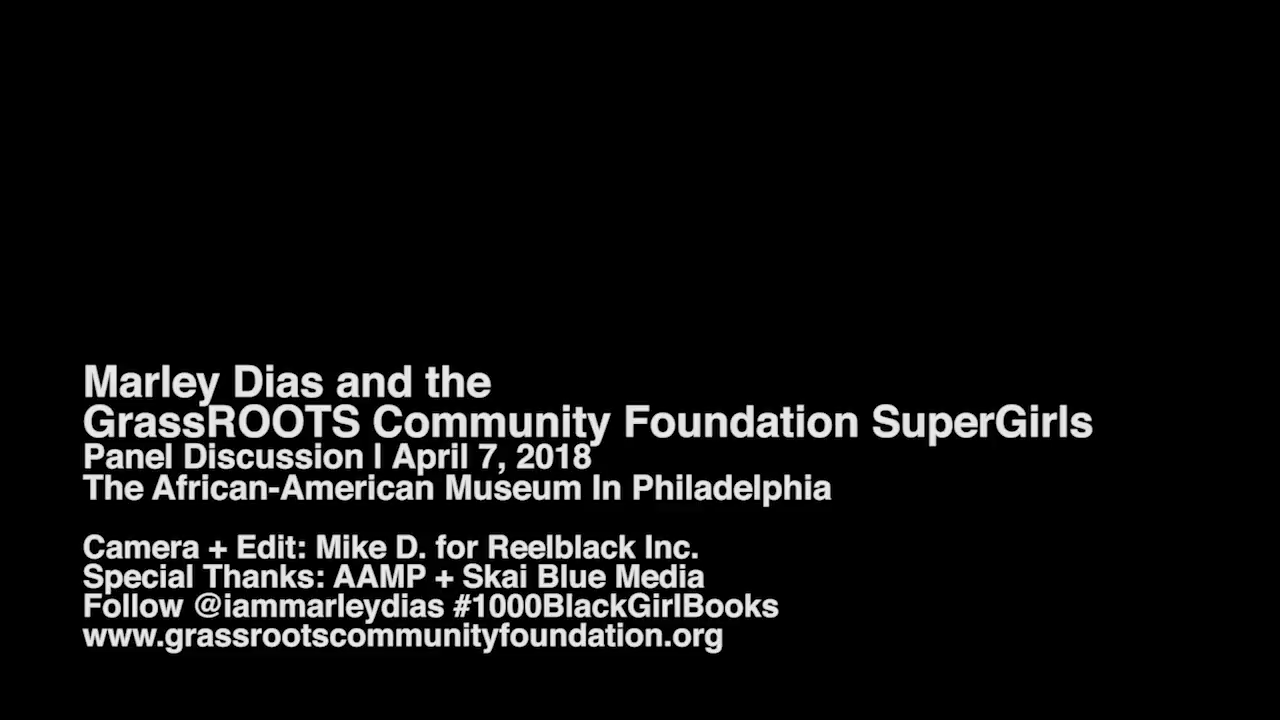 Marley Dias and the
GrassROOTS Community Foundation SuperGirls
Panel Discussion | April 7, 2018
The African-American Museum In Philadelphia
Camera + Edit: Mike D. for Reelblack Inc.
Special Thanks: AAMP + Skai Blue Media
Follow @iammarleydias #1000BlackGirlBooks
www.grassrootscommunityfoundation.org